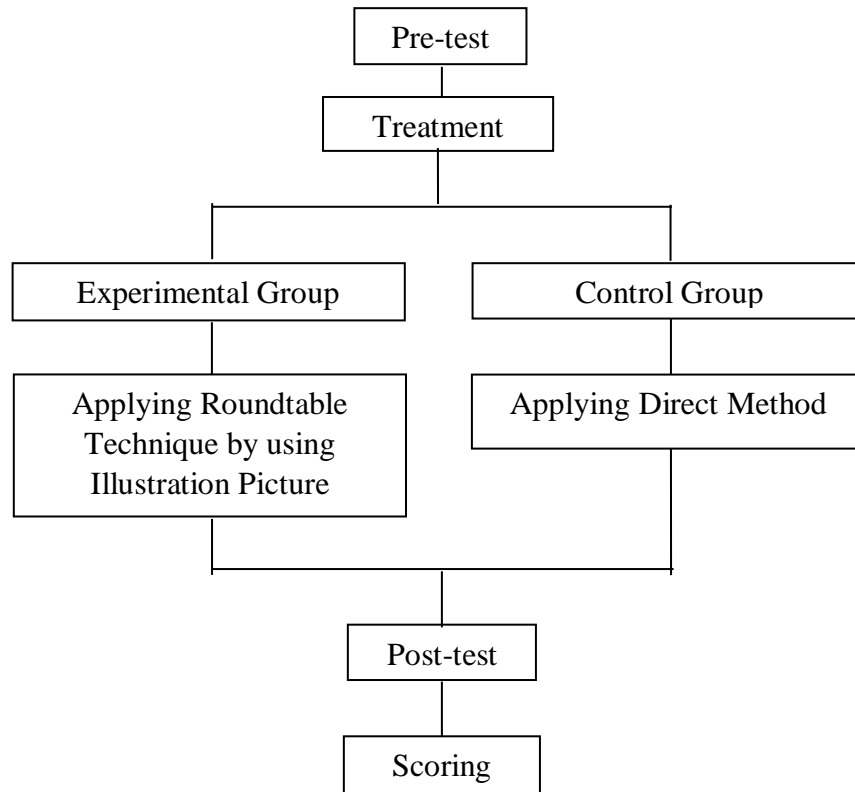 Pre-test
Treatment
Experimental Group
Control Group
Applying Roundtable
Technique by using
Illustration Picture
Applying Direct Method
Post-test
Scoring